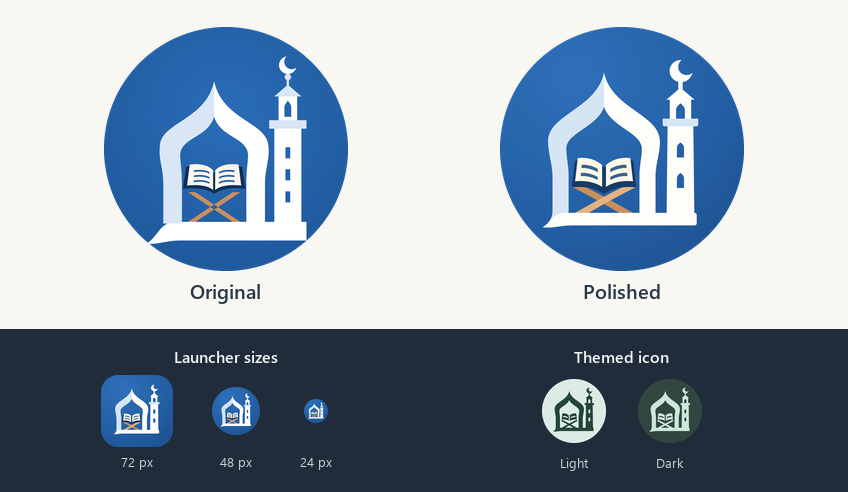 Original
Polished
Launcher sizes
Themed icon
72 px
48 px
24 px
Light
Dark